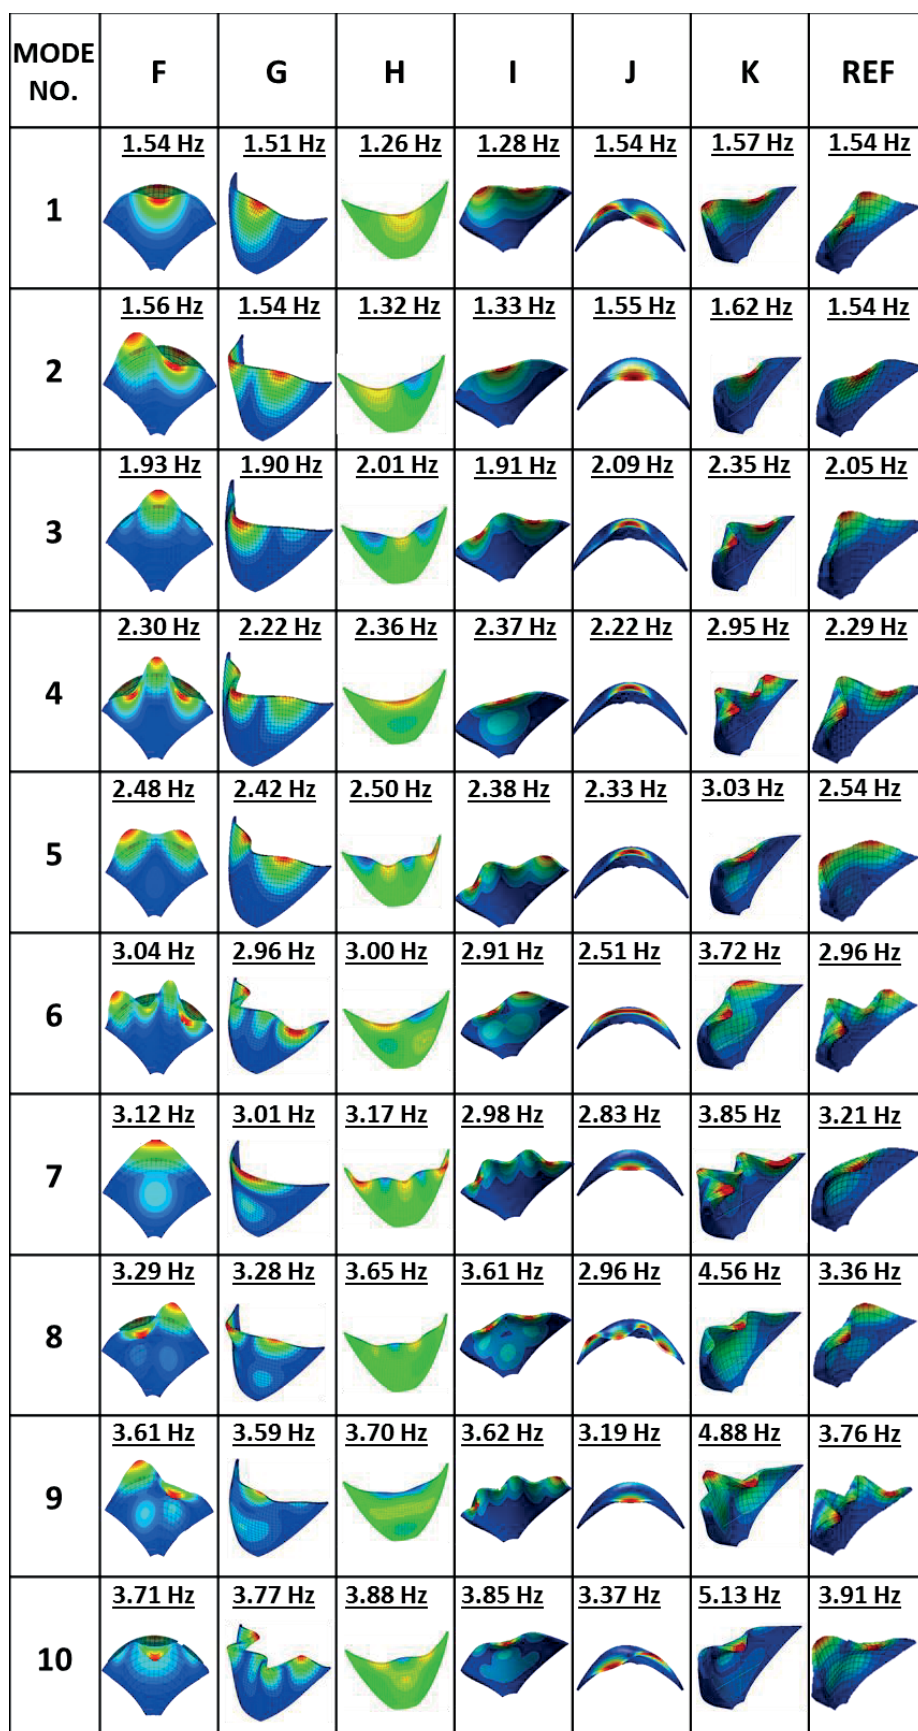 MODE NO. F G H I J K REF
1.54 Hz 1.51 Hz 1.26 Hz 1.28 Hz 1.54 Hz 1.57 Hz 1.54 Hz
1
1.56 Hz 1.54 Hz 1.32 Hz 1.33 Hz 1.55 Hz 1.62 Hz 1.54 Hz
2
1.93 Hz 1.90 Hz 2.01 Hz 1.91 Hz 2.09 Hz 2.35 Hz 2.05 Hz
3
2.30 Hz 2.22 Hz 2.36 Hz 2.37 Hz 2.22 Hz 2.95 Hz 2.29 Hz
4
2.48 Hz 2.42 Hz 2.50 Hz 2.38 Hz 2.33 Hz 3.03 Hz 2.54 Hz
5
3.04 Hz 2.96 Hz 3.00 Hz 2.91 Hz 2.51 Hz 3.72 Hz 2.96 Hz
6
3.12 Hz 3.01 Hz 3.17 Hz 2.98 Hz 2.83 Hz 3.85 Hz 3.21 Hz
7
3.29 Hz 3.28 Hz 3.65 Hz 3.61 Hz 2.96 Hz 4.56 Hz 3.36 Hz
8
3.61 Hz 3.59 Hz 3.70 Hz 3.62 Hz 3.19 Hz 4.88 Hz 3.76 Hz
9
3.71 Hz 3.77 Hz 3.88 Hz 3.85 Hz 3.37 Hz 5.13 Hz 3.91 Hz
10